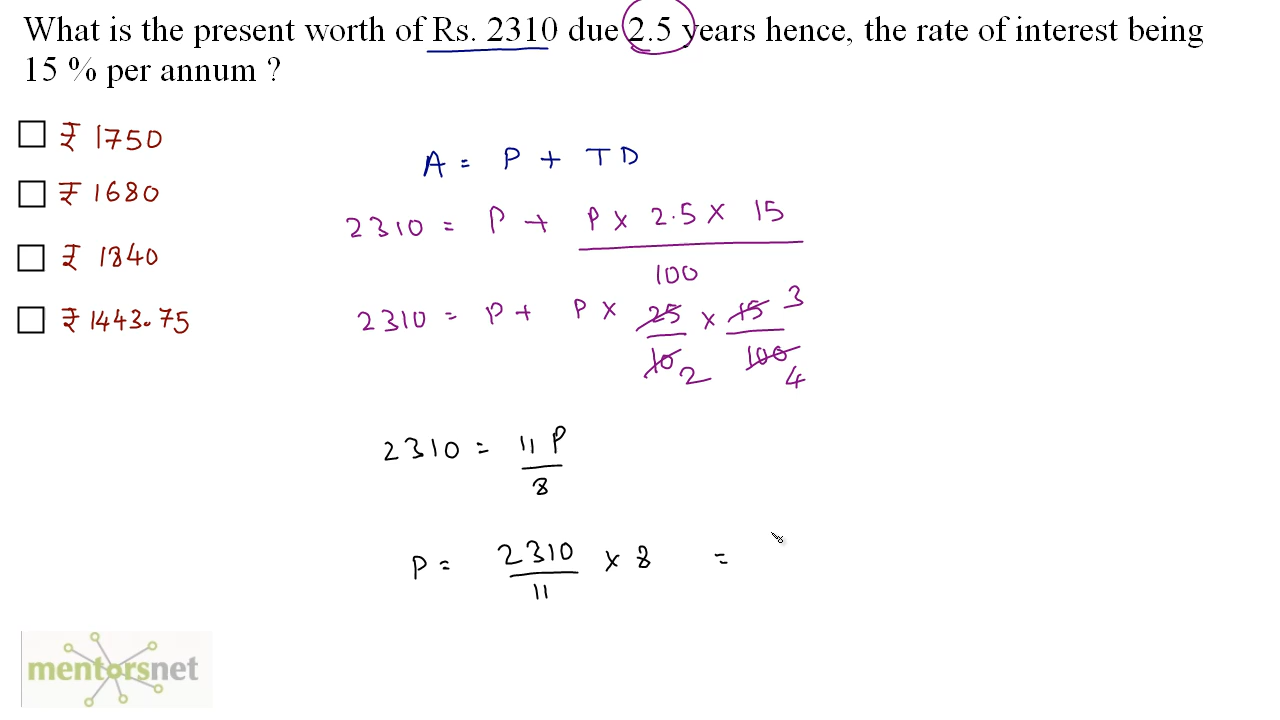 What is the present worth of Rs. 2310 due 2.5 years hence, the rate of interest being
15 % per annum ?
₹ 1750
₹ 1680
₹ 1340
₹ 1443.75
A = P + TD
2310 = P + P x 2.5 x 15
100
2310 = P + P x 25 x 15 3
10 2 100 4
2310 = 11 P
8
P = 2310 x 8 =
11
mentorsnet